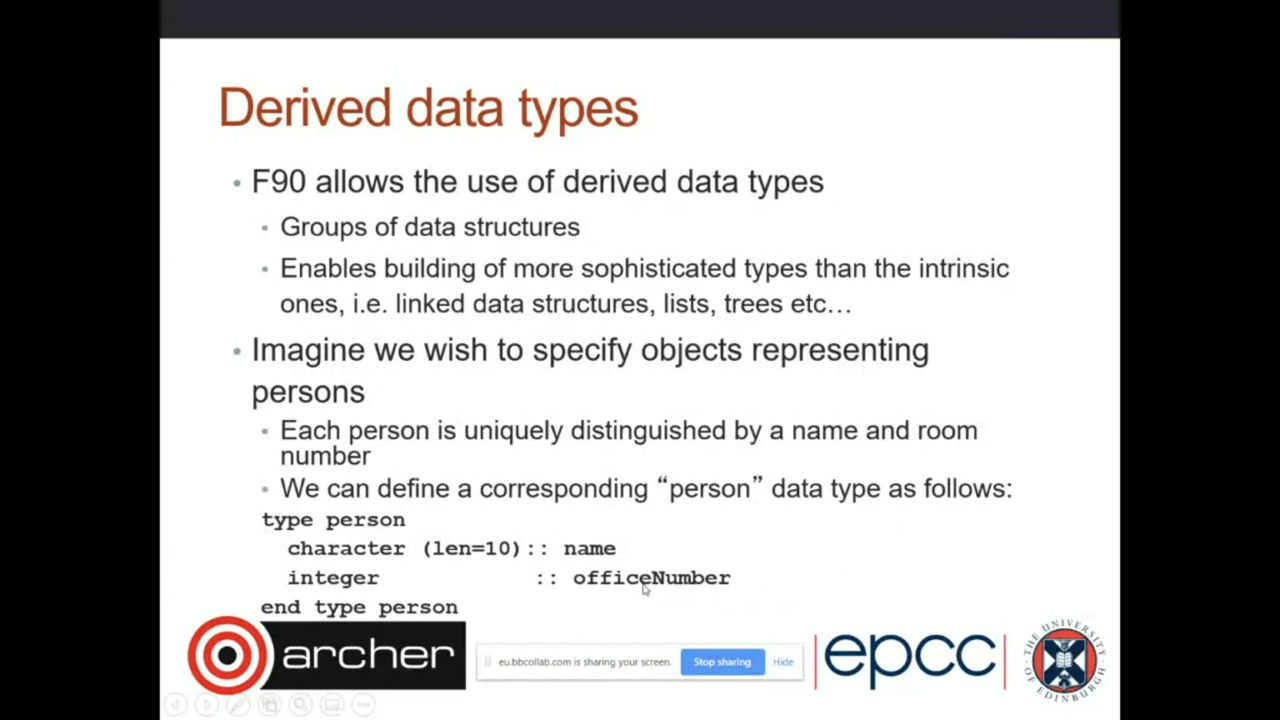 Derived data types
• F90 allows the use of derived data types
• Groups of data structures
• Enables building of more sophisticated types than the intrinsic
ones, i.e. linked data structures, lists, trees etc…
• Imagine we wish to specify objects representing
persons
• Each person is uniquely distinguished by a name and room
number
• We can define a corresponding “person” data type as follows:
type person
character (len=10):: name
integer :: officeNumber
end type person
archer
eu.bbcollab.com is sharing your screen. Stop sharing Hide
epcc
THE UNIVERSITY
OF EDINBURGH